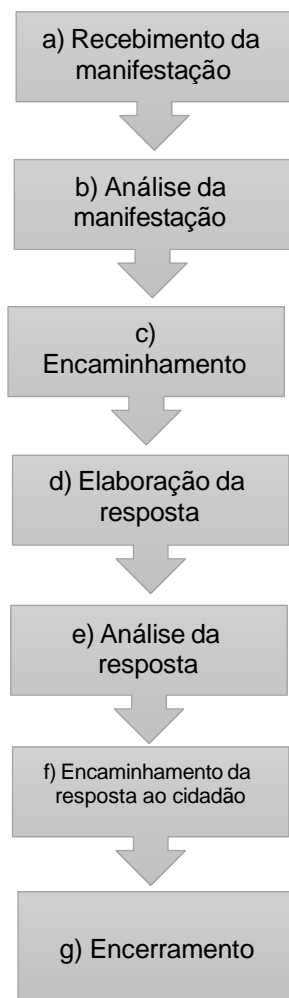 a) Recebimento da
manifestação
b) Análise da
manifestação
c)
Encaminhamento
d) Elaboração da
resposta
e) Análise da
resposta
f) Encaminhamento da
resposta ao cidadão
g) Encerramento